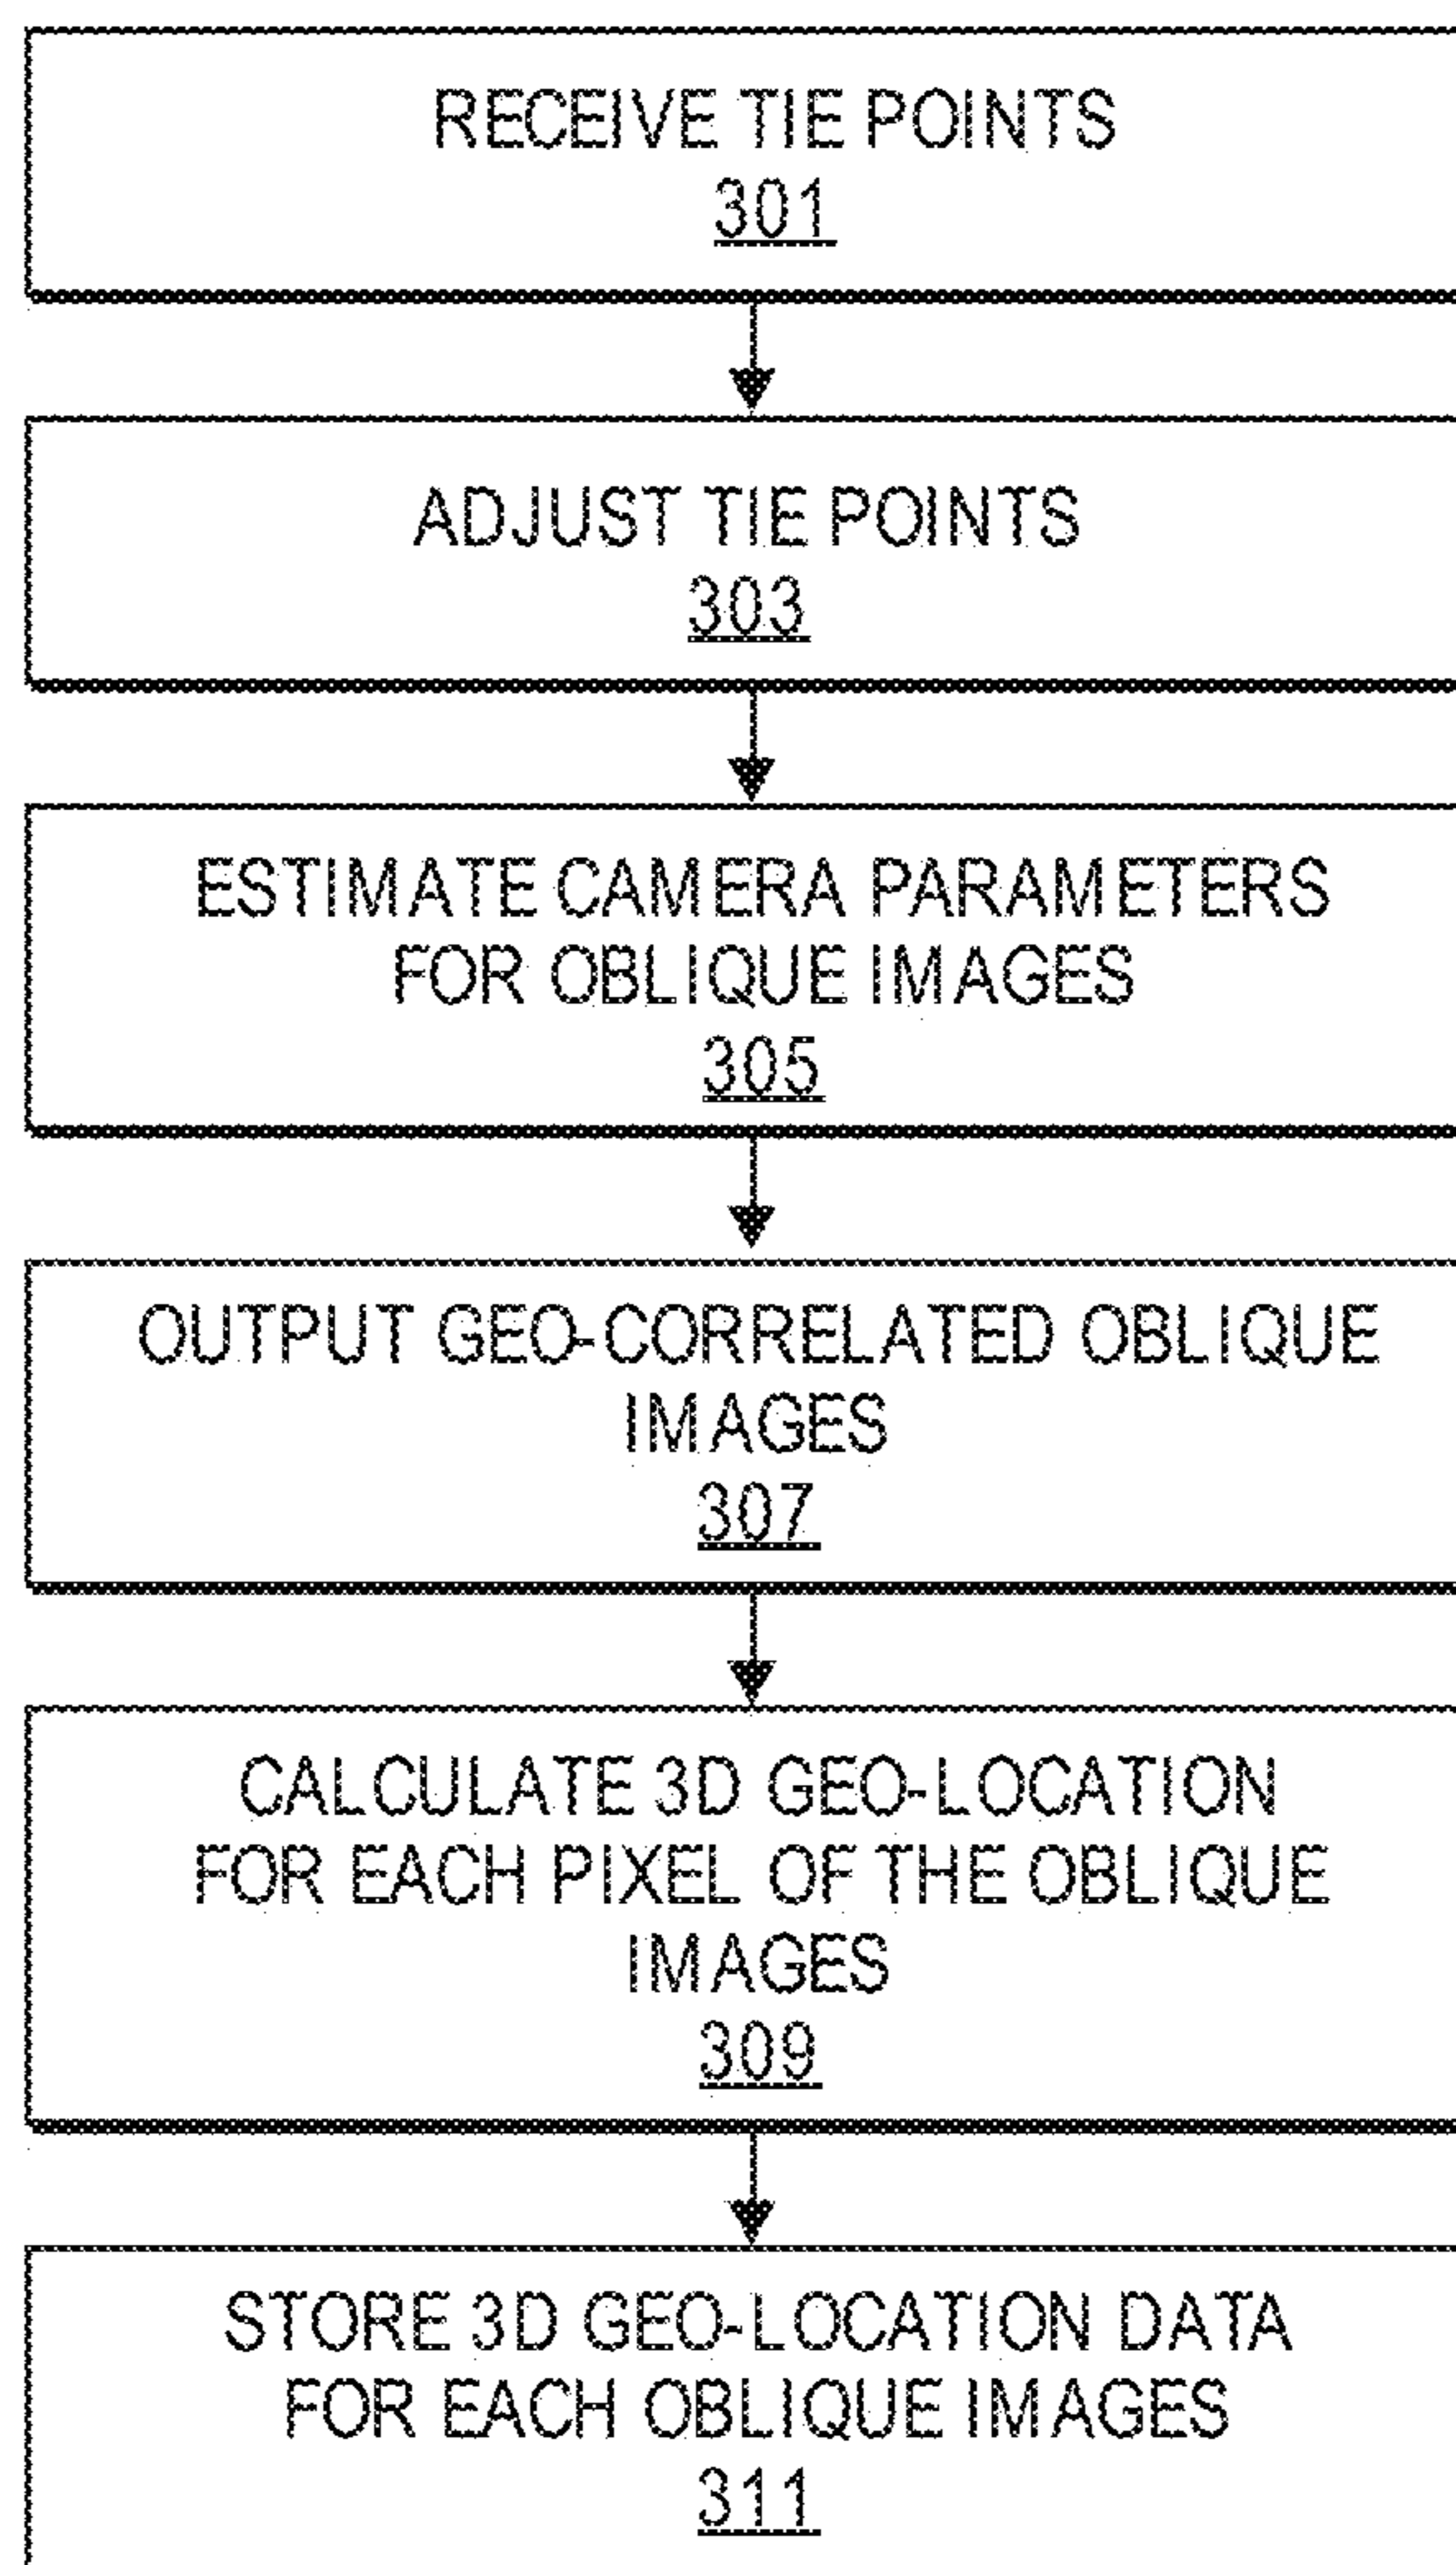 RECEIVE TIE POINTS
301
ADJUST TIE POINTS
303
ESTIMATE CAMERA PARAMETERS
FOR OBLIQUE IMAGES
305
OUTPUT GEO-CORRELATED OBLIQUE
IMAGES
307
CALCULATE 3D GEO-LOCATION
FOR EACH PIXEL OF THE OBLIQUE
IMAGES
309
STORE 3D GEO-LOCATION DATA
FOR EACH OBLIQUE IMAGES
311